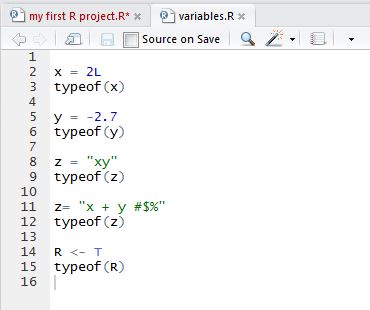 my first R project.R* variables.R
Source on Save
1
2 x = 2L
3 typeof(x)
4
5 y = -2.7
6 typeof(y)
7
8 z = "xy"
9 typeof(z)
10
11 z= "x + y #$%"
12 typeof(z)
13
14 R <- T
15 typeof(R)
16